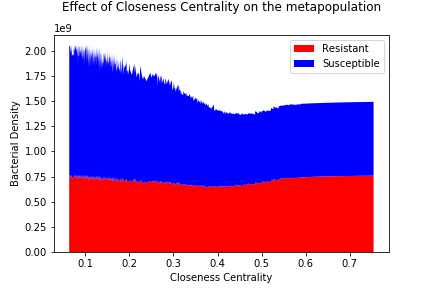 Effect of Closeness Centrality on the metapopulation
1e9
Resistant
Susceptible
2.00
1.75
1.50
1.25
1.00
0.75
0.50
0.25
0.00
Bacterial Density
0.1 0.2 0.3 0.4 0.5 0.6 0.7
Closeness Centrality